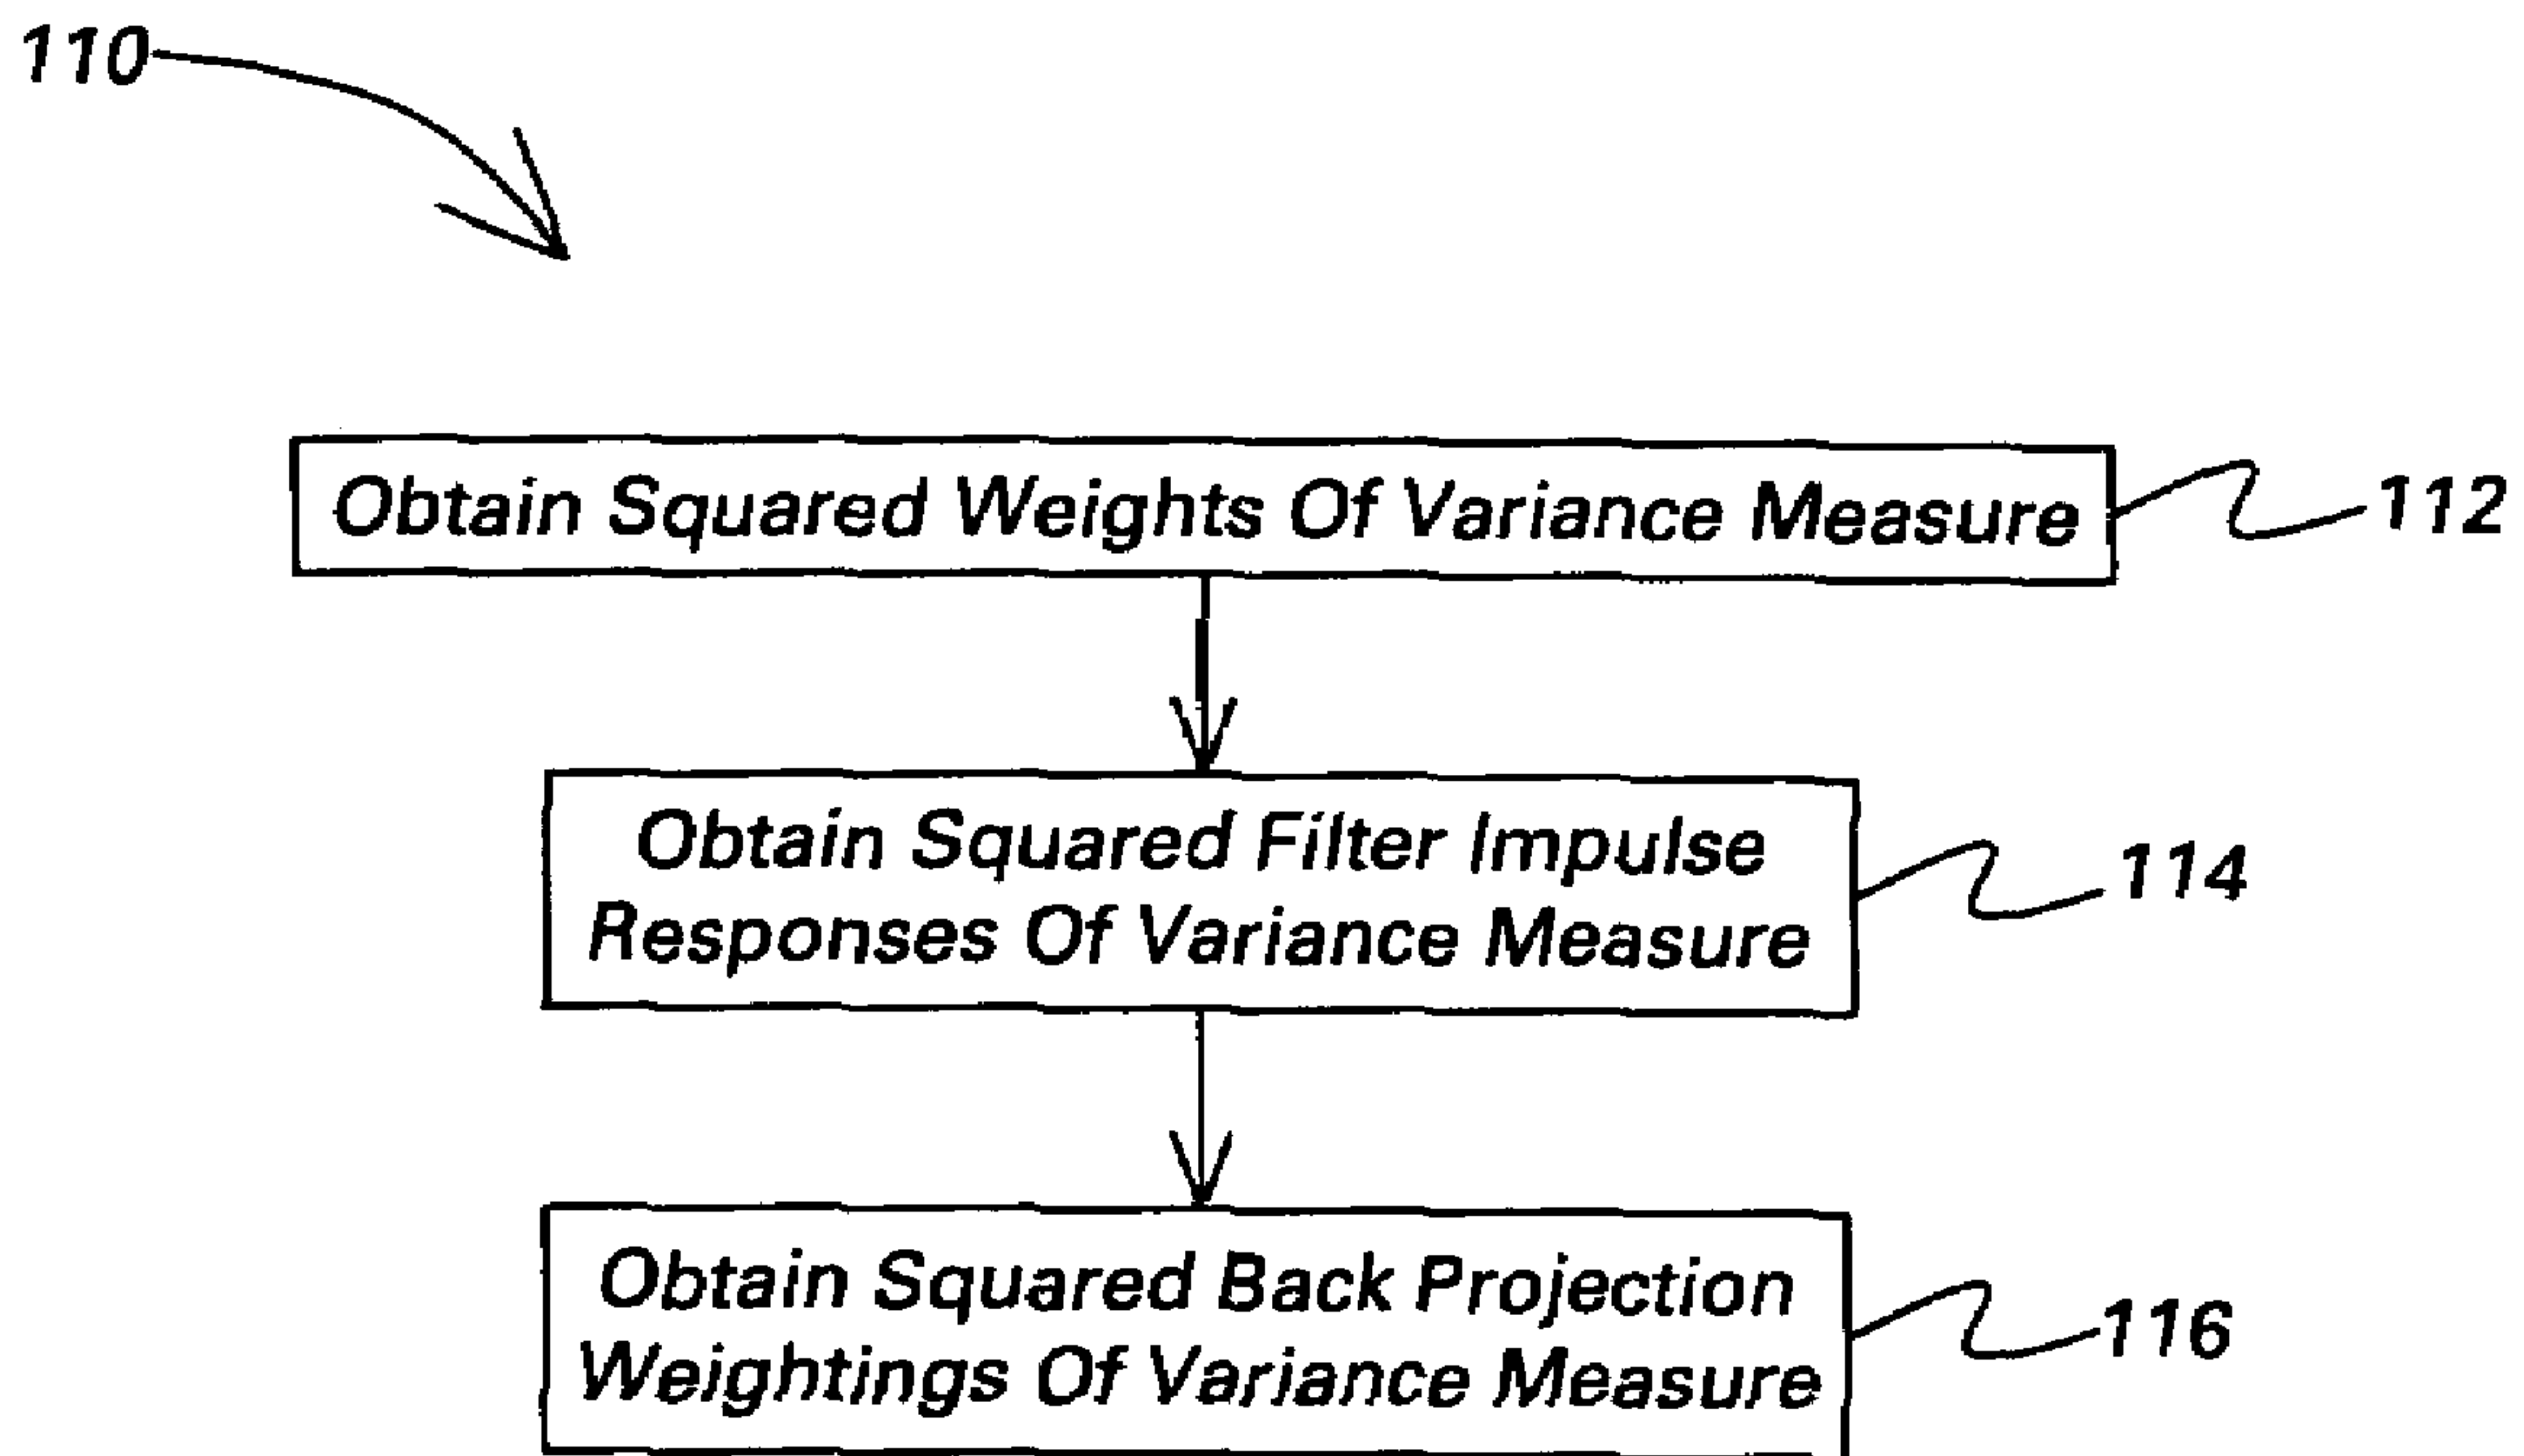 110
Obtain Squared Weights Of Variance Measure
112
Obtain Squared Filter Impulse
Responses Of Variance Measure
114
Obtain Squared Back Projection
Weightings Of Variance Measure
116